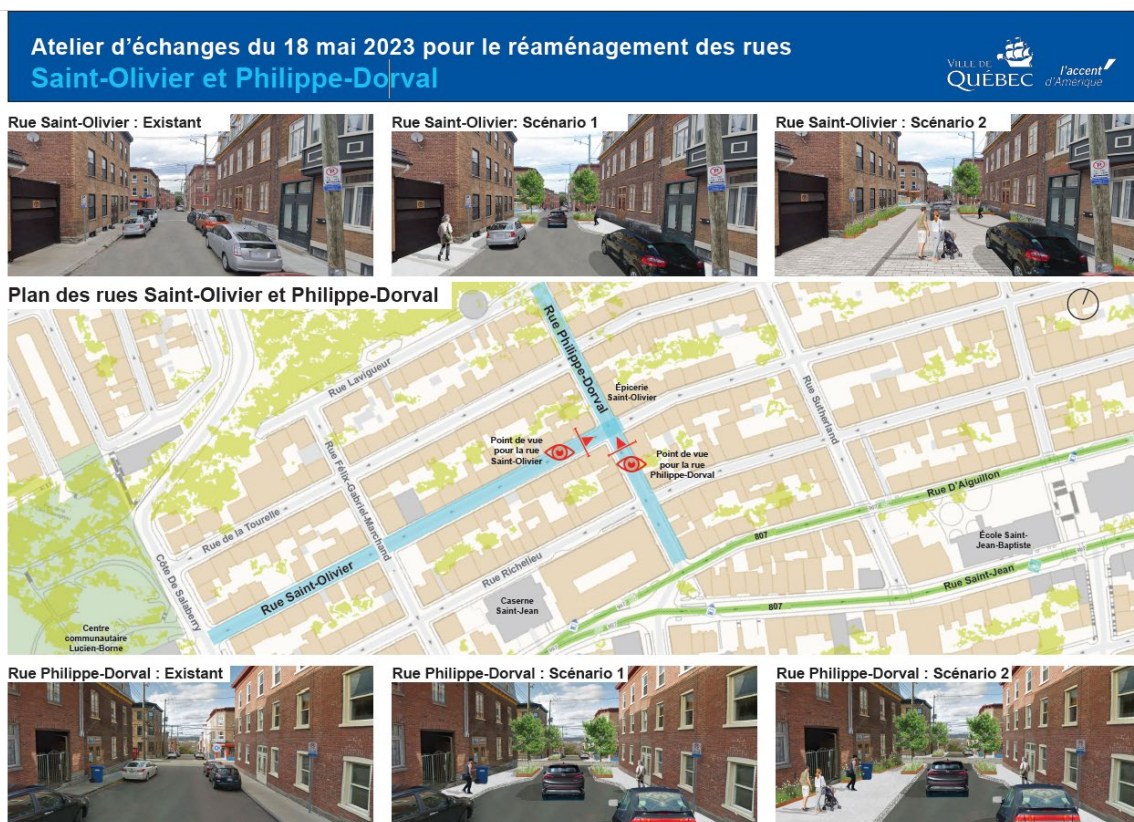 Atelier d'échanges du 18 mai 2023 pour le réaménagement des rues
Saint-Olivier et Philippe-Dorval
VILLE DE
QUÉBEC
l'accent
d'Amérique
Rue Saint-Olivier : Existant
Rue Saint-Olivier: Scénario 1
Rue Saint-Olivier : Scénario 2
Plan des rues Saint-Olivier et Philippe-Dorval
Rue Philippe-Dorval
Rue Lavigueur
Épicerie
Saint-Olivier
Rue Sutherland
Point de vue
pour la rue
Saint-Olivier
Point de vue
pour la rue
Philippe-Dorval
Rue Félix-Gabriel-Marchand
Rue D'Aiguillon
Rue de la Tourelle
807
École Saint-
Jean-Baptiste
Rue Saint-Olivier
Rue Richelieu
Rue Saint-Jean
Côte De Salaberry
Caserne
Saint-Jean
807
Centre
communautaire
Lucien-Borne
Rue Philippe-Dorval : Existant
Rue Philippe-Dorval : Scénario 1
Rue Philippe-Dorval : Scénario 2